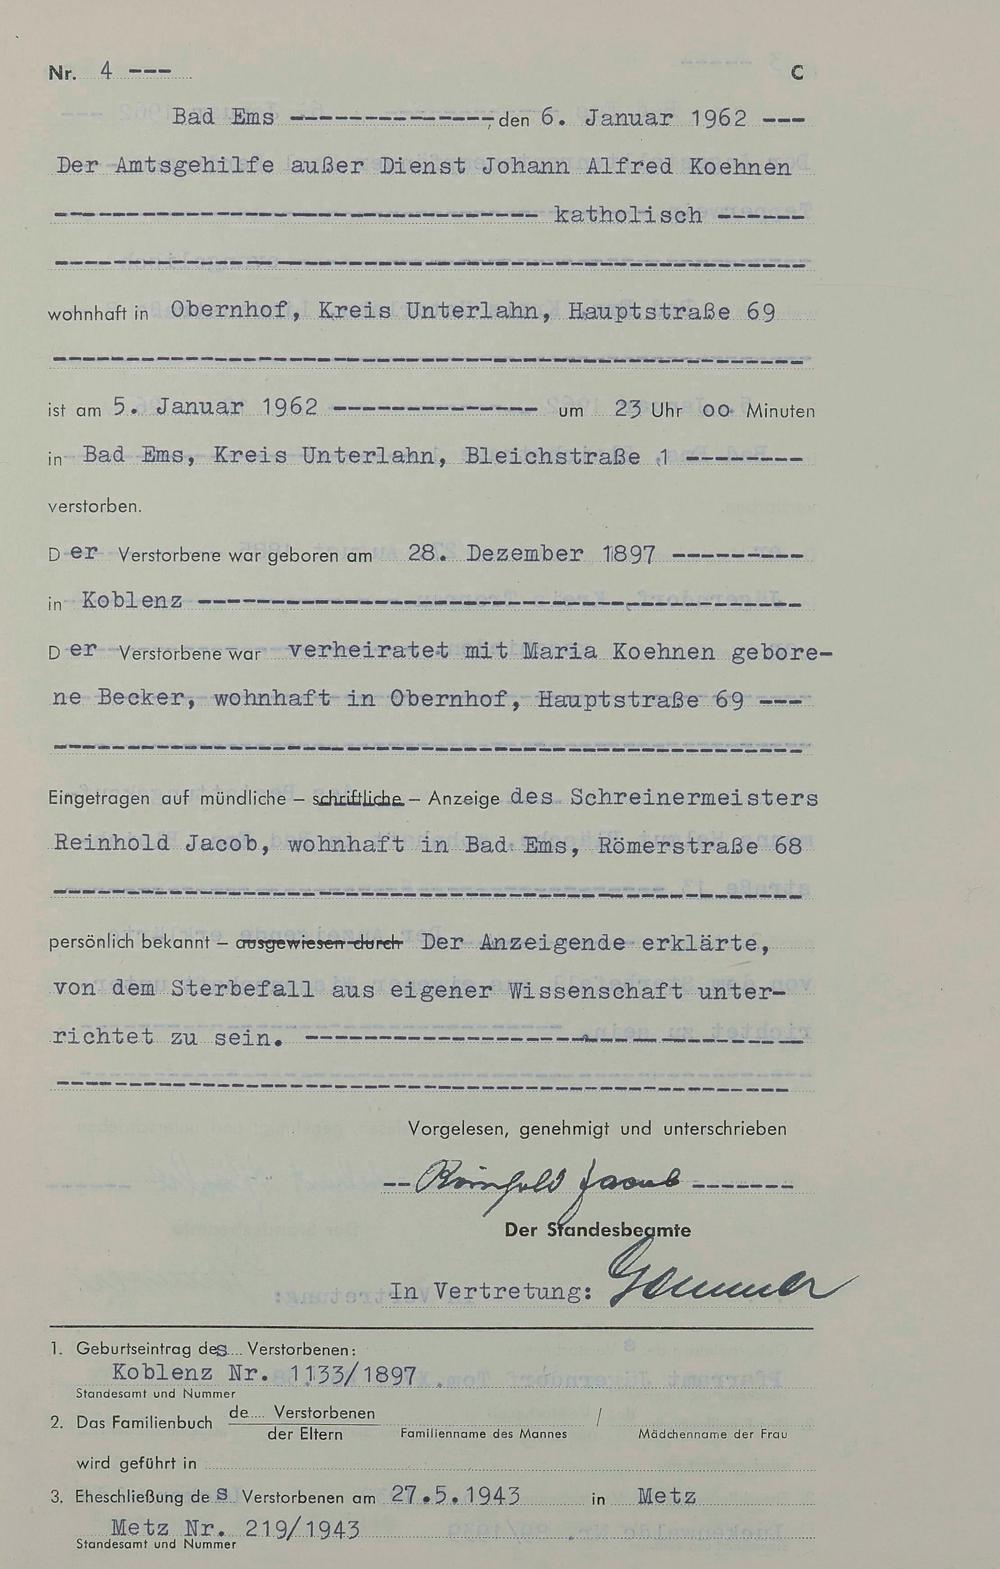 Nr. 4 --- C
Bad Ems --------------, den 6. Januar 1962 ---
Der Amtsgehilfe außer Dienst Johann Alfred Koehnen
--------------------------------- katholisch ------
---------------------------------------------------
wohnhaft in Obernhof, Kreis Unterlahn, Hauptstraße 69
---------------------------------------------------
ist am 5. Januar 1962 -------------- um 23 Uhr oo Minuten
in Bad Ems, Kreis Unterlahn, Bleichstraße 1 --------
verstorben.
Der Verstorbene war geboren am 28. Dezember 1897 ---------
in Koblenz -----------------------------------------
Der Verstorbene war verheiratet mit Maria Koehnen gebore-
ne Becker, wohnhaft in Obernhof, Hauptstraße 69 ---
---------------------------------------------------
Eingetragen auf mündliche – schriftliche – Anzeige des Schreinermeisters
Reinhold Jacob, wohnhaft in Bad Ems, Römerstraße 68
---------------------------------------------------
persönlich bekannt – ausgewiesen durch Der Anzeigende erklärte,
von dem Sterbefall aus eigener Wissenschaft unter-
richtet zu sein. ----------------------------------
--------------------------------------------------
Vorgelesen, genehmigt und unterschrieben
-- Reinhold Jacob -------
Der Standesbeamte
In Vertretung:
1. Geburtseintrag des.... Verstorbenen:
Koblenz Nr. 1133/1897
Standesamt und Nummer
2. Das Familienbuch de.... Verstorbenen
der Eltern
/
Familienname des Mannes Mädchenname der Frau
wird geführt in
3. Eheschließung des Verstorbenen am 27.5.1943 in Metz
Metz Nr. 219/1943
Standesamt und Nummer